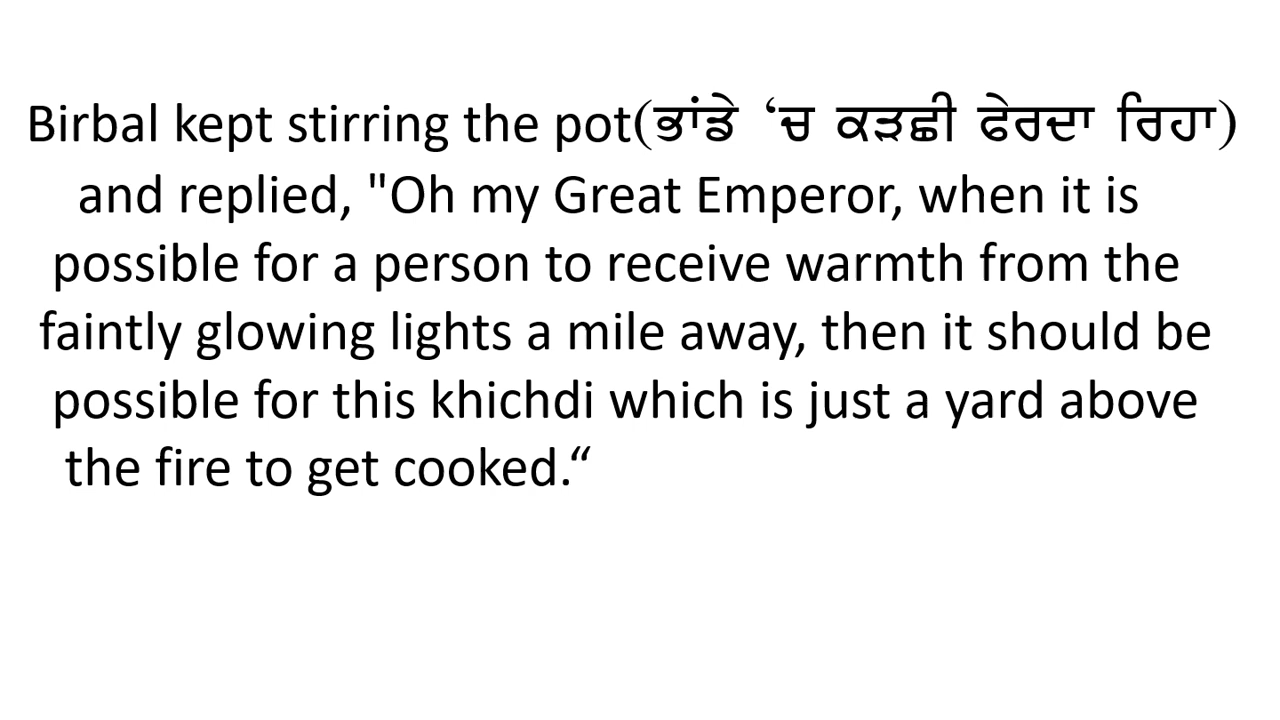 Birbal kept stirring the pot(ਭਾਂਡੇ ‘ਚ ਕੜਛੀ ਫੇਰਦਾ ਰਿਹਾ)
and replied, "Oh my Great Emperor, when it is
possible for a person to receive warmth from the
faintly glowing lights a mile away, then it should be
possible for this khichdi which is just a yard above
the fire to get cooked.“